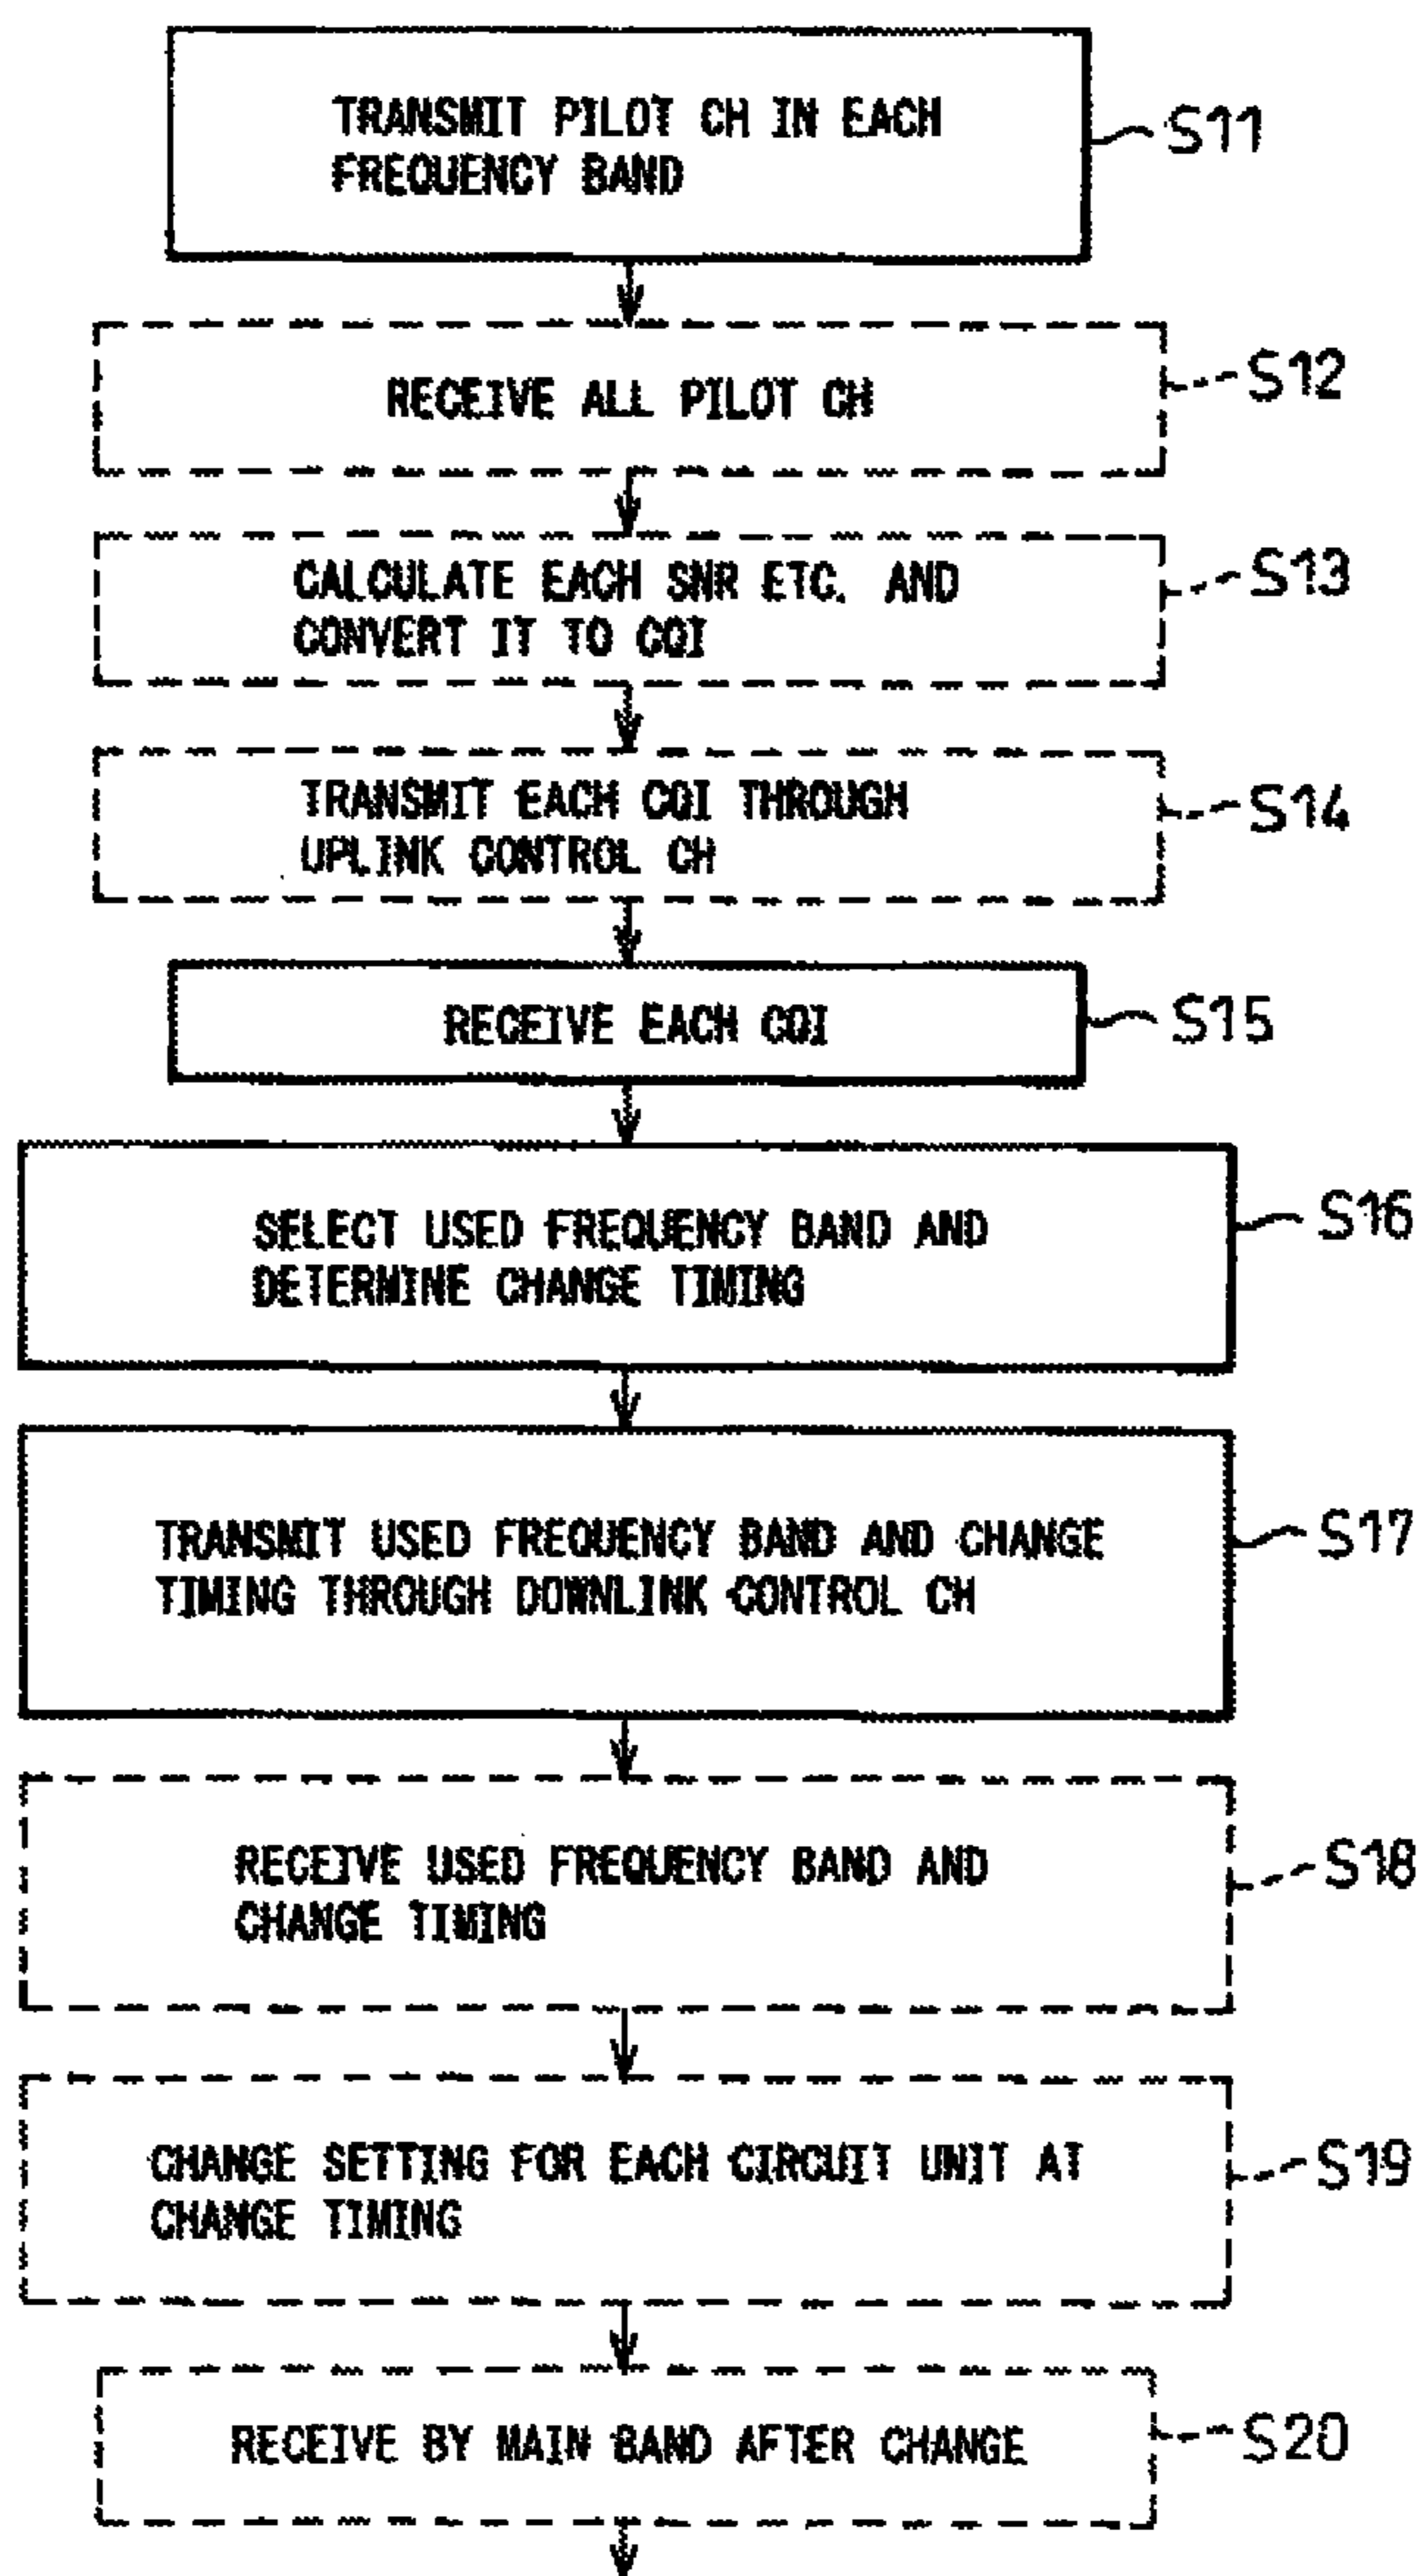 TRANSMIT PILOT CH IN EACH
FREQUENCY BAND
S11
RECEIVE ALL PILOT CH
S12
CALCULATE EACH SNR ETC. AND
CONVERT IT TO CQI
S13
TRANSMIT EACH CQI THROUGH
UPLINK CONTROL CH
S14
RECEIVE EACH CQI
S15
SELECT USED FREQUENCY BAND AND
DETERMINE CHANGE TIMING
S16
TRANSMIT USED FREQUENCY BAND AND CHANGE
TIMING THROUGH DOWNLINK CONTROL CH
S17
RECEIVE USED FREQUENCY BAND AND
CHANGE TIMING
S18
CHANGE SETTING FOR EACH CIRCUIT UNIT AT
CHANGE TIMING
S19
RECEIVE BY MAIN BAND AFTER CHANGE
S20